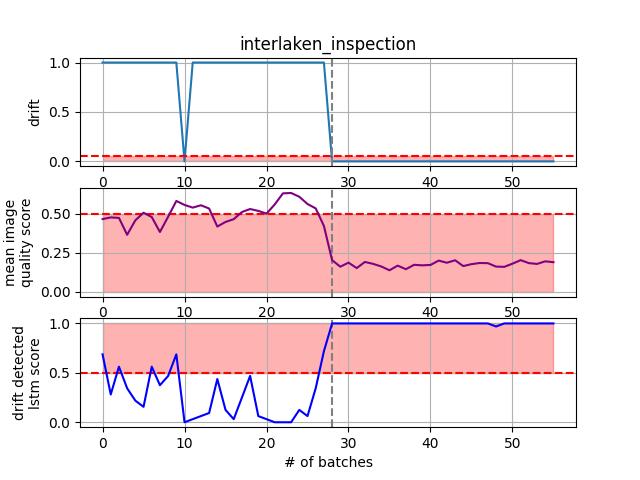 interlaken_inspection
drift
1.0
0.5
0.0
0 10 20 30 40 50
mean image
quality score
0.50
0.25
0.00
0 10 20 30 40 50
drift detected
lstm score
1.0
0.5
0.0
0 10 20 30 40 50
# of batches